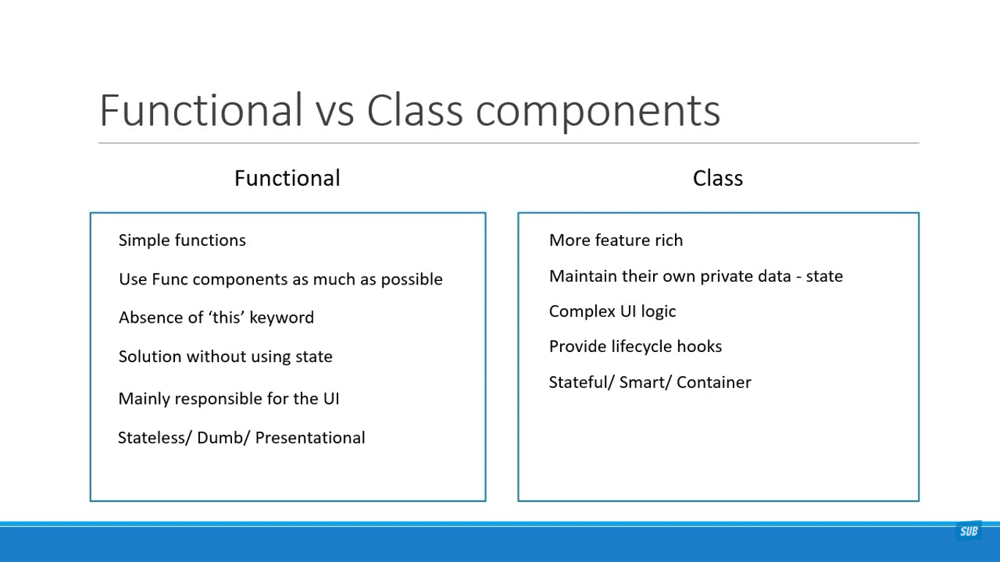 Functional vs Class components
Functional
Simple functions
Use Func components as much as possible
Absence of ‘this’ keyword
Solution without using state
Mainly responsible for the UI
Stateless/ Dumb/ Presentational
Class
More feature rich
Maintain their own private data - state
Complex UI logic
Provide lifecycle hooks
Stateful/ Smart/ Container
SUB